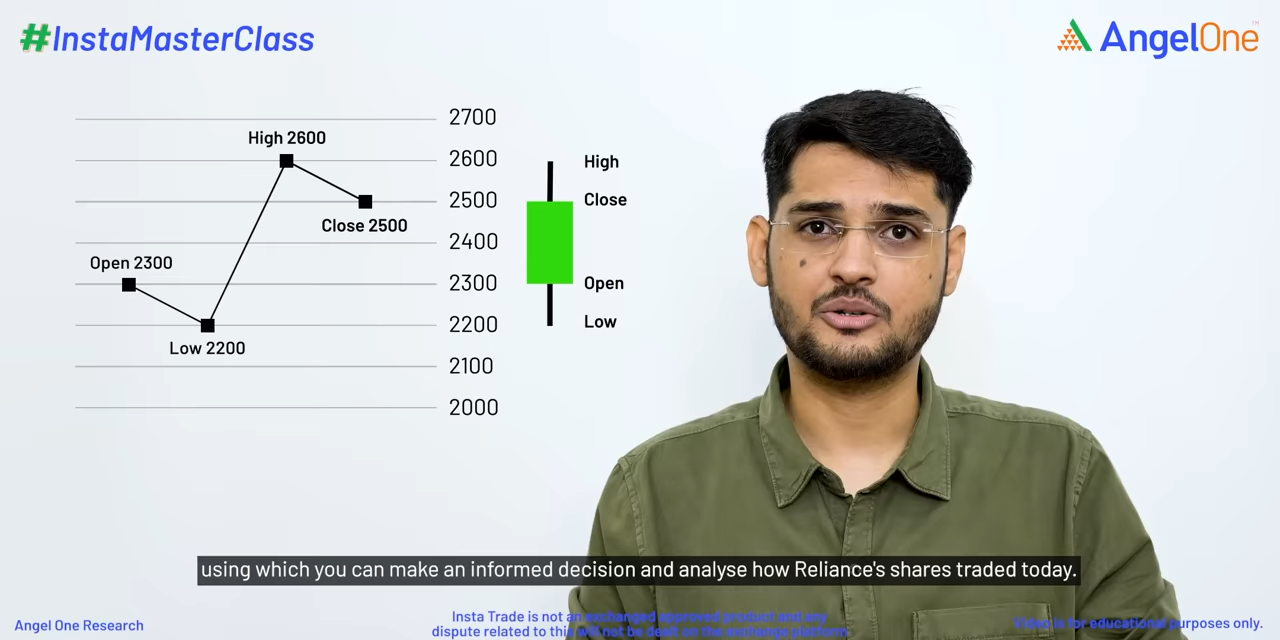 #InstaMasterClass
AngelOne
2700
High 2600
2600
High
2500
Close
Close 2500
2400
Open 2300
2300
Open
2200
Low
Low 2200
2100
2000
using which you can make an informed decision and analyse how Reliance's shares traded today.
Angel One Research
Insta Trade is not an exchanged approved product and any
dispute related to this will not be dealt on the exchange platform
Video is for educational purposes only.